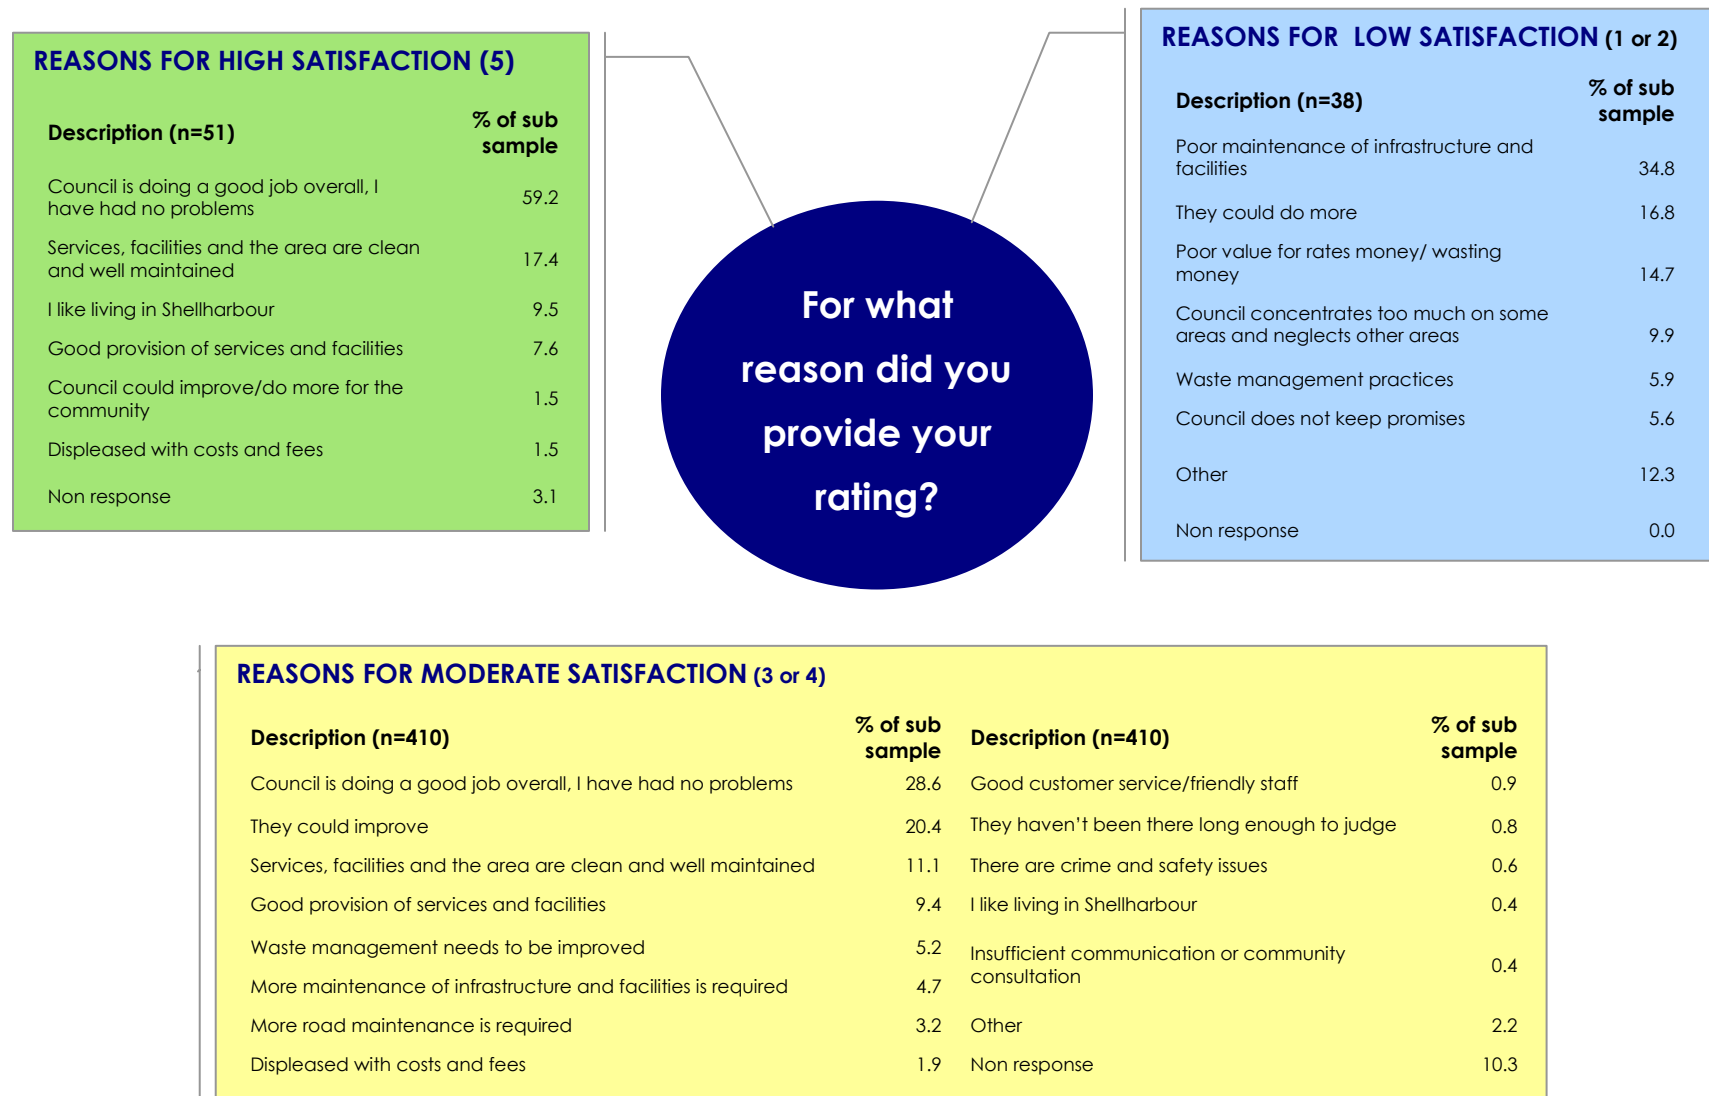 REASONS FOR HIGH SATISFACTION (5)
Description (n=51)
% of sub
sample
Council is doing a good job overall, I
have had no problems
59.2
Services, facilities and the area are clean
and well maintained
17.4
I like living in Shellharbour 9.5
Good provision of services and facilities 7.6
Council could improve/do more for the
community
1.5
Displeased with costs and fees 1.5
Non response 3.1
For what
reason did you
provide your
rating?
REASONS FOR LOW SATISFACTION (1 or 2)
Description (n=38)
% of sub
sample
Poor maintenance of infrastructure and
facilities 34.8
They could do more 16.8
Poor value for rates money/ wasting
money 14.7
Council concentrates too much on some
areas and neglects other areas 9.9
Waste management practices 5.9
Council does not keep promises 5.6
Other 12.3
Non response 0.0
REASONS FOR MODERATE SATISFACTION (3 or 4)
Description (n=410)
% of sub
sample
Council is doing a good job overall, I have had no problems 28.6
They could improve 20.4
Services, facilities and the area are clean and well maintained 11.1
Good provision of services and facilities 9.4
Waste management needs to be improved 5.2
More maintenance of infrastructure and facilities is required 4.7
More road maintenance is required 3.2
Displeased with costs and fees 1.9
Description (n=410)
% of sub
sample
Good customer service/friendly staff 0.9
They haven't been there long enough to judge 0.8
There are crime and safety issues 0.6
I like living in Shellharbour 0.4
Insufficient communication or community
consultation
0.4
Other 2.2
Non response 10.3